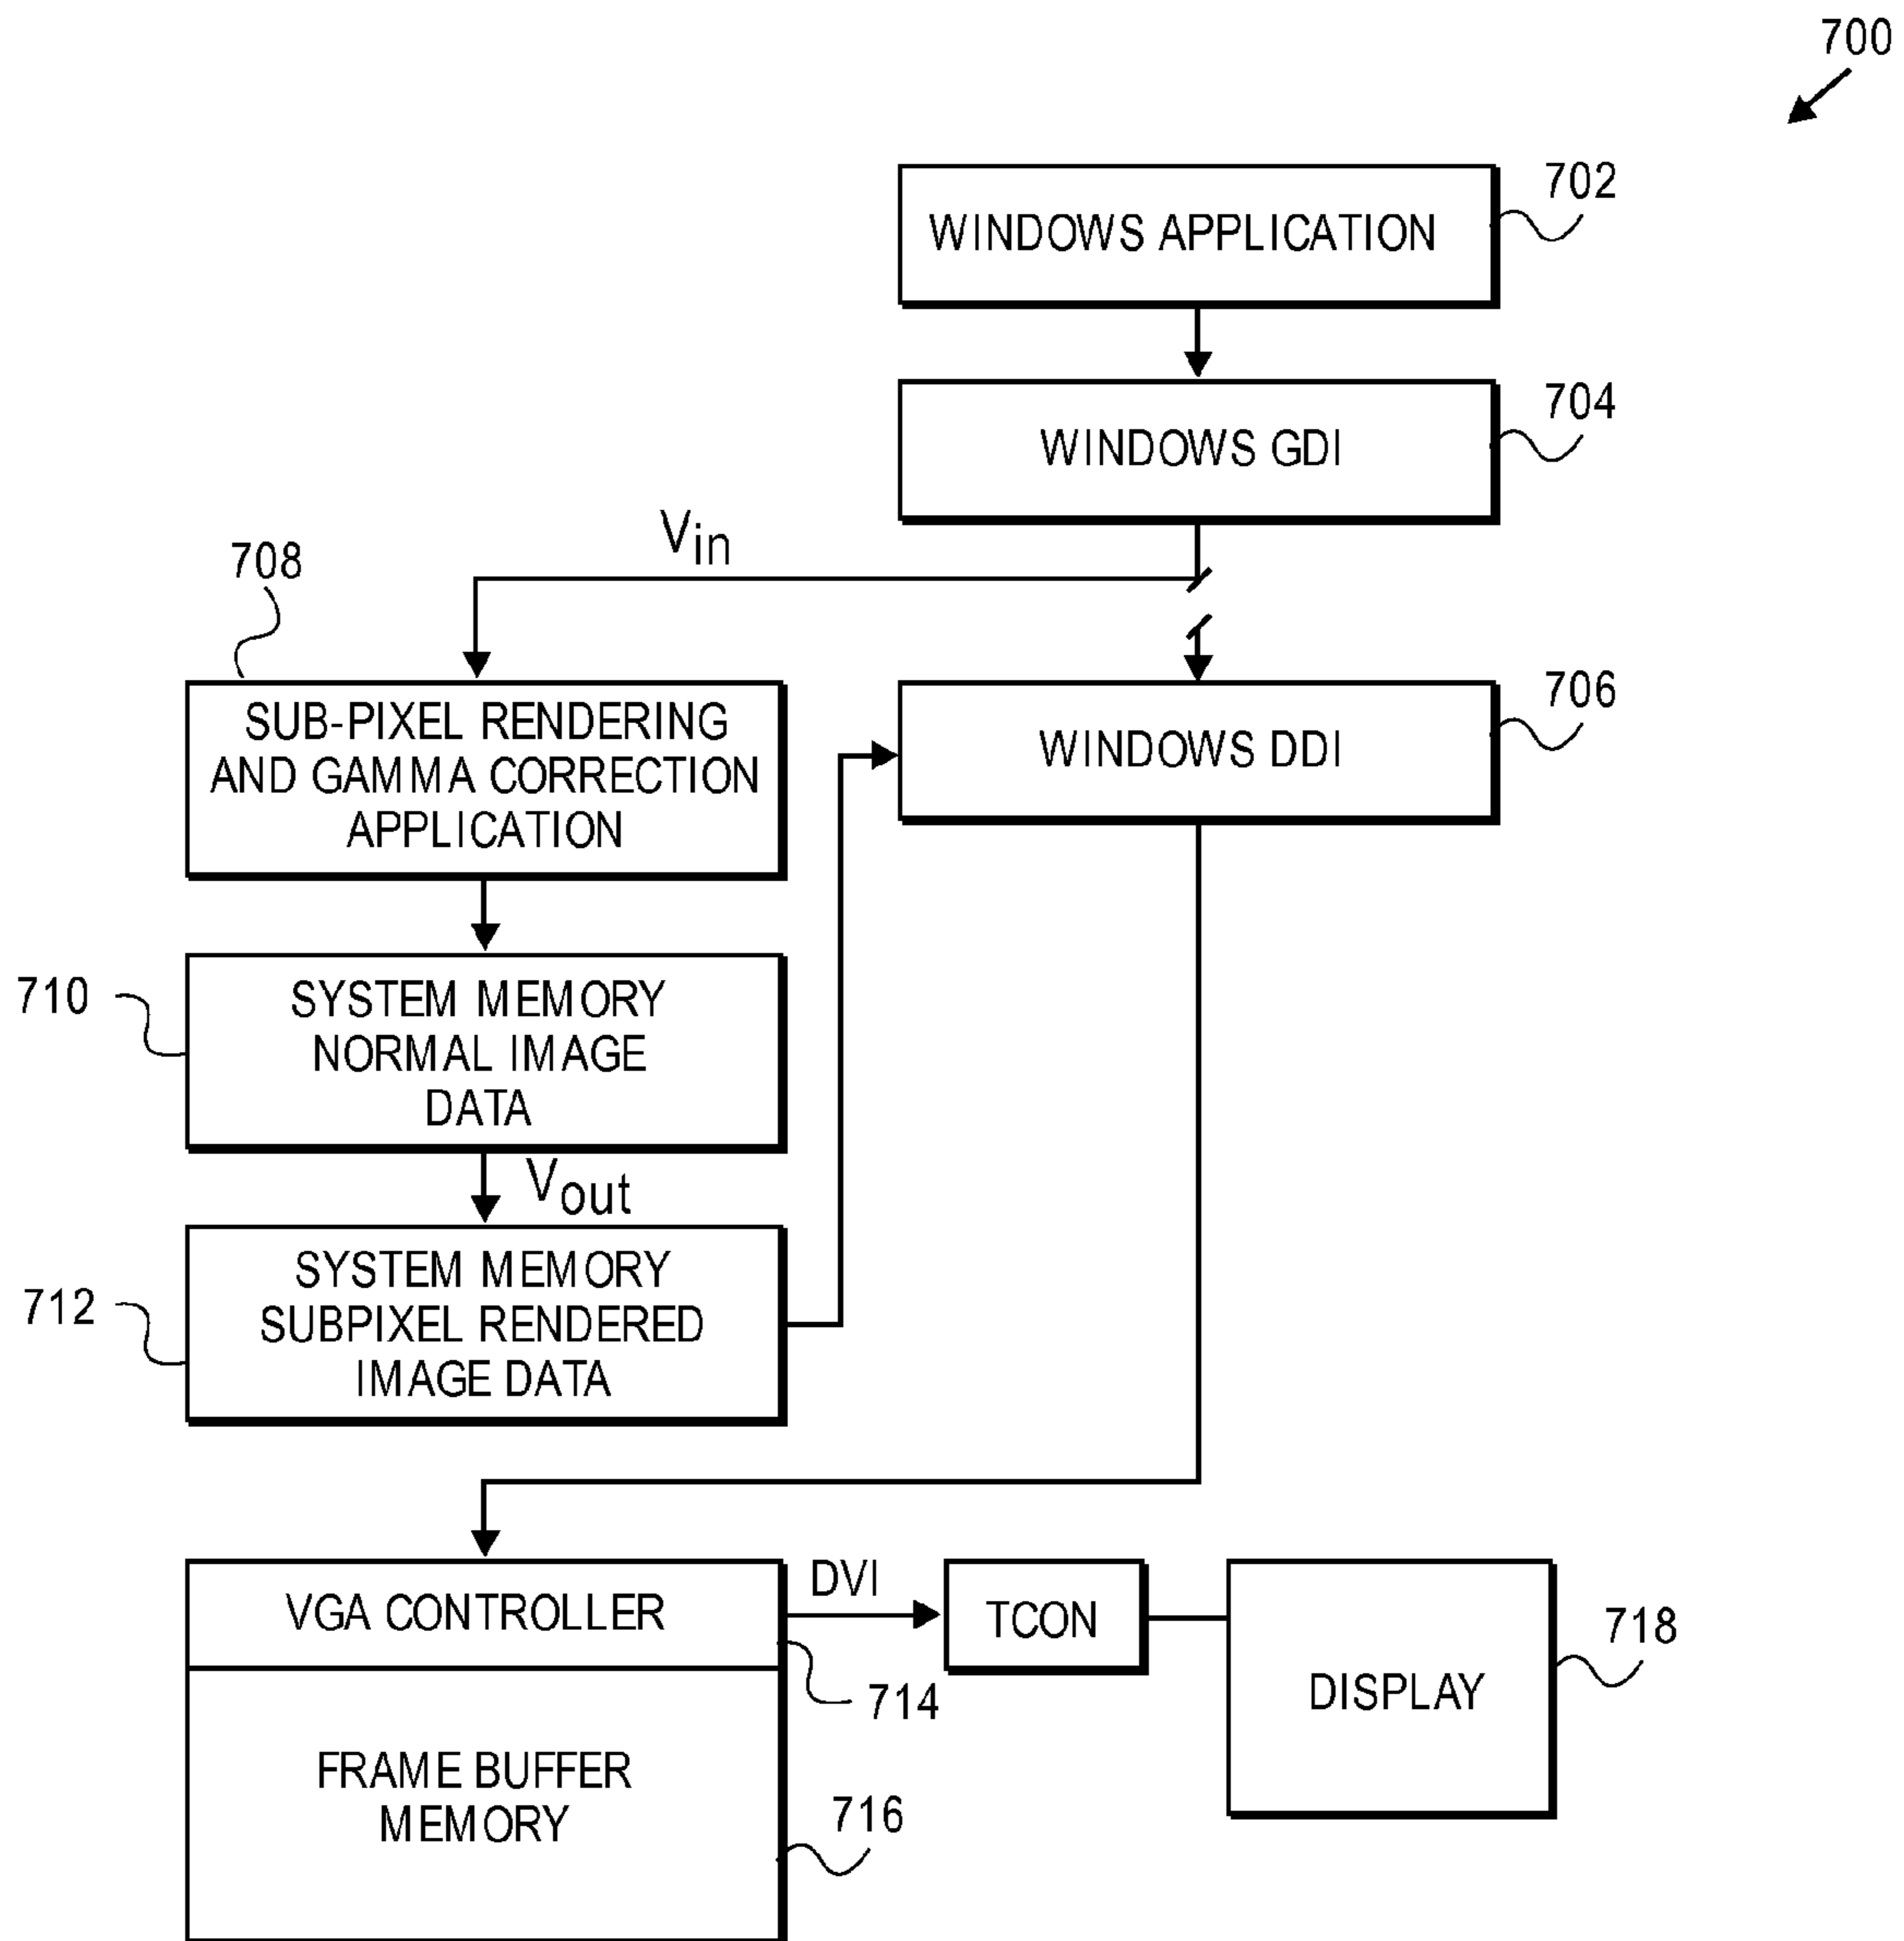 700
WINDOWS APPLICATION
702
WINDOWS GDI
704
Vin
708
SUB-PIXEL RENDERING
AND GAMMA CORRECTION
APPLICATION
WINDOWS DDI
706
710
SYSTEM MEMORY
NORMAL IMAGE
DATA
Vout
712
SYSTEM MEMORY
SUBPIXEL RENDERED
IMAGE DATA
VGA CONTROLLER
DVI
TCON
714
DISPLAY
718
FRAME BUFFER
MEMORY
716